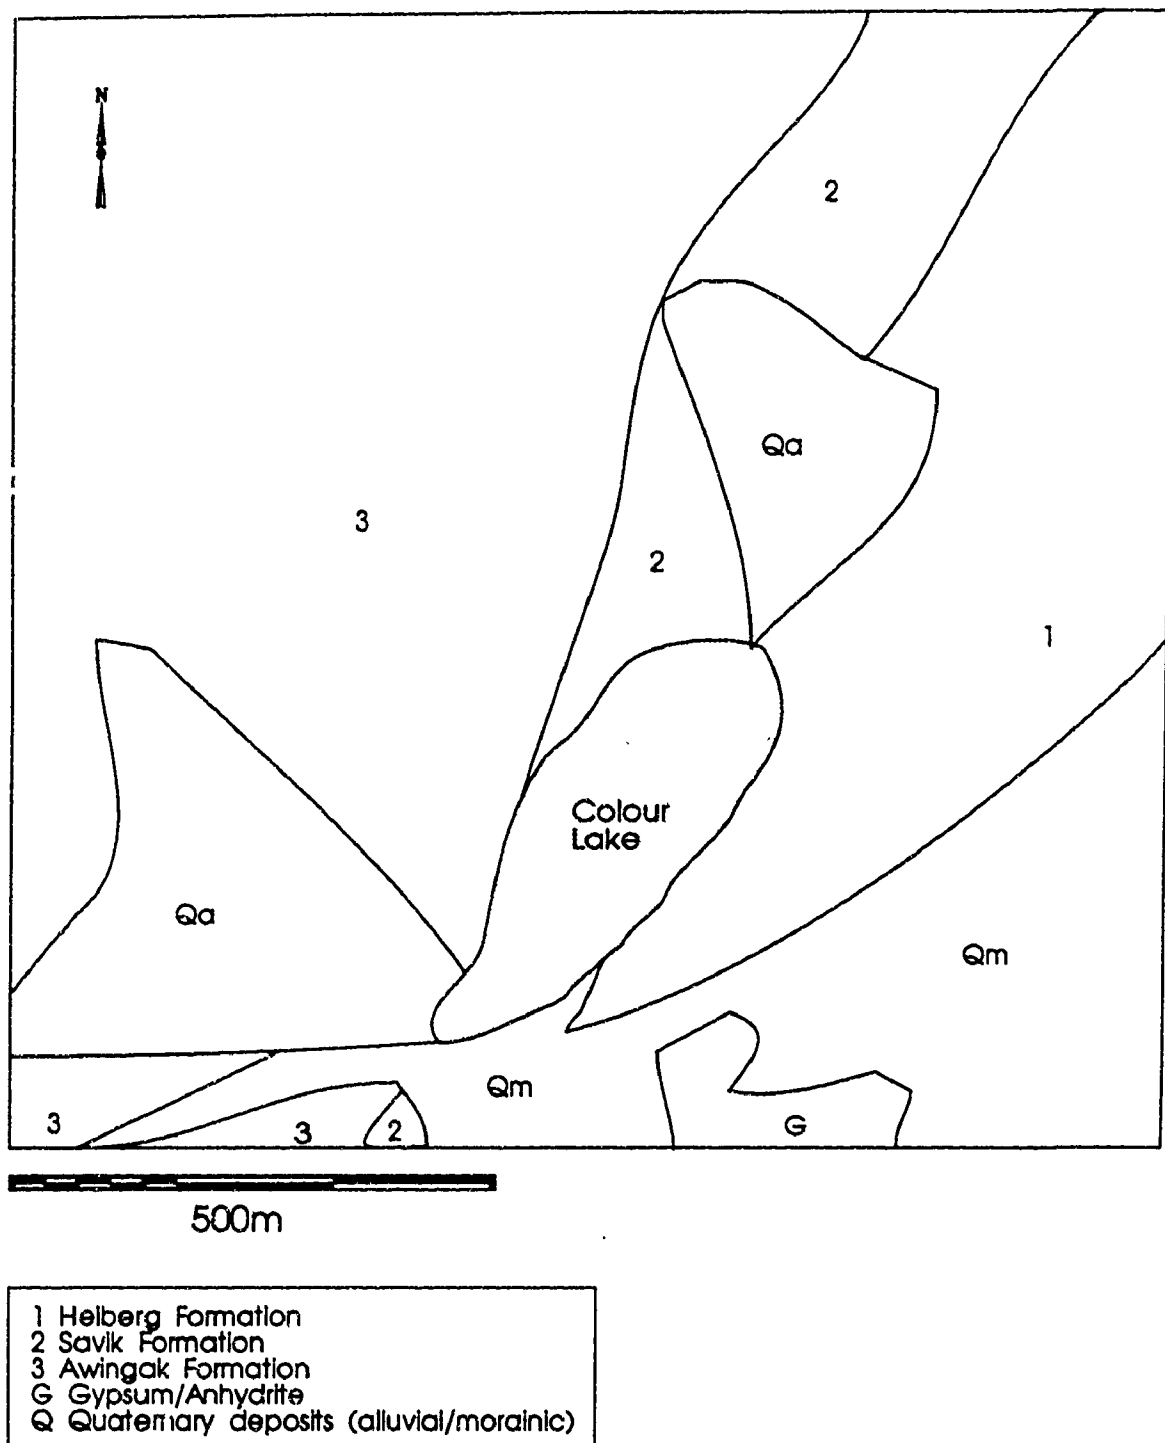 N
2
Qa
3
2
1
Colour
Lake
Qa
Qm
Qm
3
3
2
G
500m
1 Heiberg Formation
2 Savik Formation
3 Awingak Formation
G Gypsum/Anhydrite
Q Quaternary deposits (alluvial/morainic)